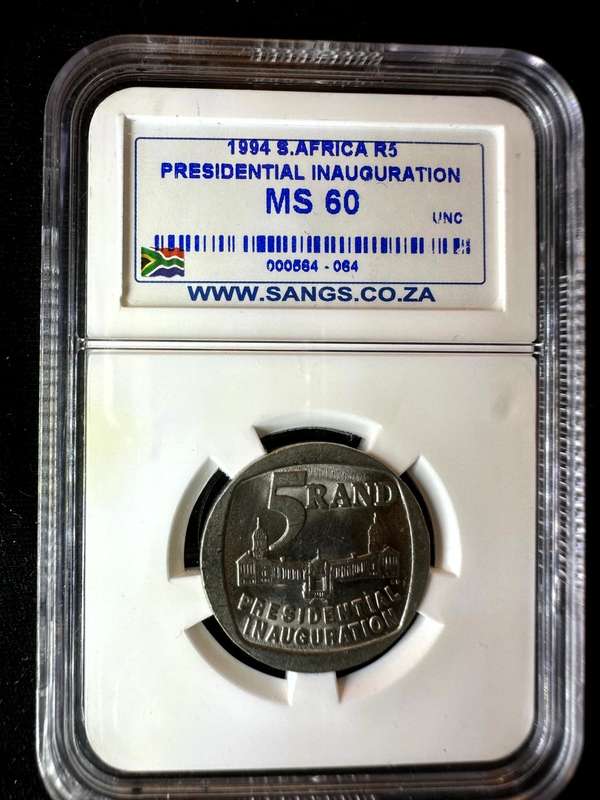 1994 S.AFRICA R5
PRESIDENTIAL INAUGURATION
MS 60
UNC
000564 - 064
WWW.SANGS.CO.ZA
5 RAND
PRESIDENTIAL
INAUGURATION